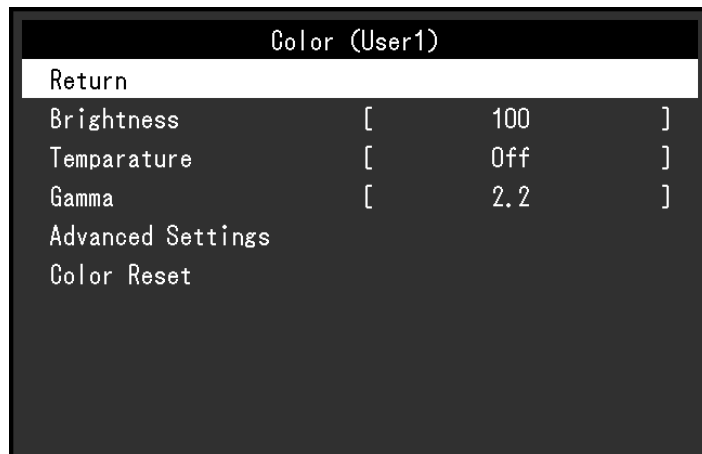 Color (User1)
Return
Brightness [ 100 ]
Temparature [ Off ]
Gamma [ 2.2 ]
Advanced Settings
Color Reset